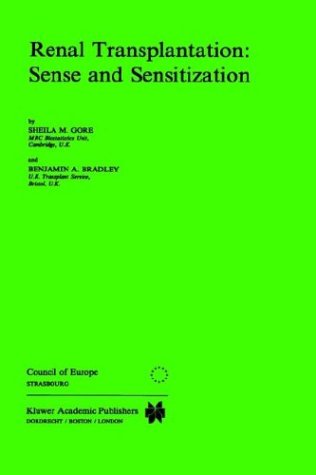 Renal Transplantation:
Sense and Sensitization
by
SHEILA M. GORE
MRC Biostatistics Unit,
Cambridge, U.K.
and
BENJAMIN A. BRADLEY
U.K. Transplant Service,
Bristol, U.K.
Council of Europe
STRASBOURG
Kluwer Academic Publishers
DORDRECHT / BOSTON / LONDON